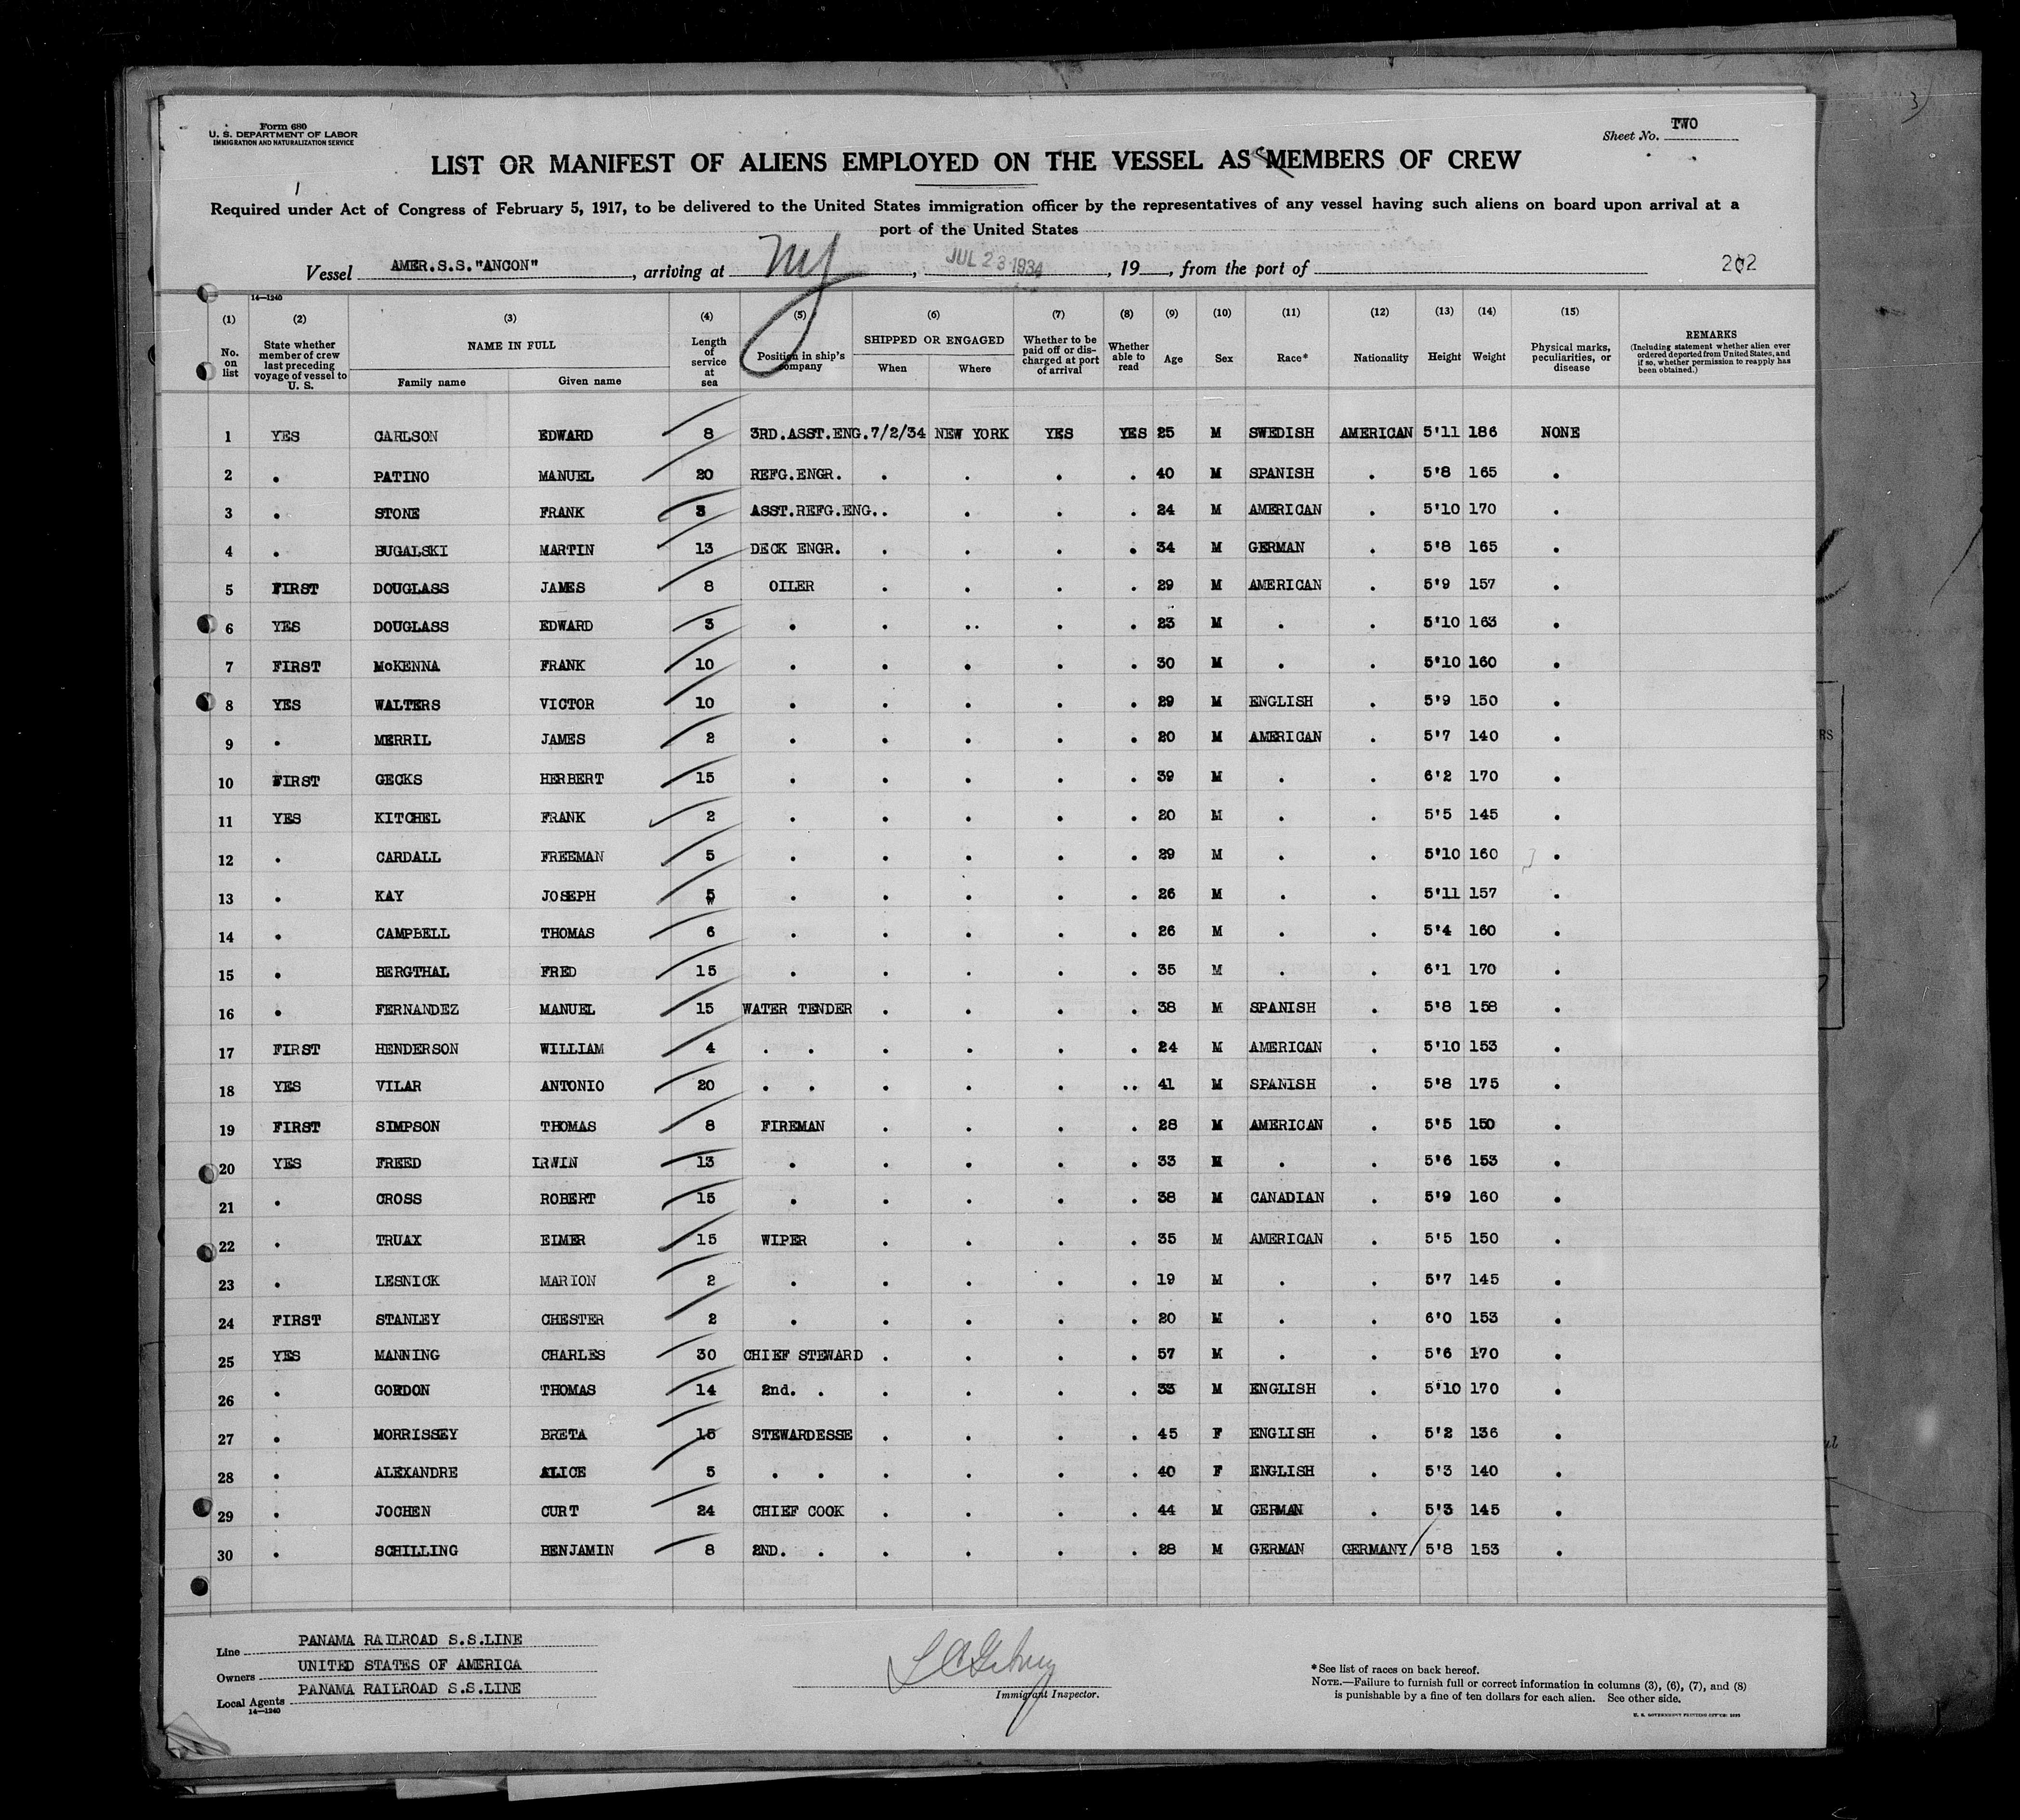 Form 680
U. S. DEPARTMENT OF LABOR
IMMIGRATION AND NATURALIZATION SERVICE
Sheet No. TWO
LIST OR MANIFEST OF ALIENS EMPLOYED ON THE VESSEL AS MEMBERS OF CREW
Required under Act of Congress of February 5, 1917, to be delivered to the United States immigration officer by the representatives of any vessel having such aliens on board upon arrival at a
port of the United States
Vessel AMER.S.S."ANCON", arriving at NY, JUL 23 1934, 19 , from the port of 202
14—1240
(1) (2) (3) (4) (5) (6) (7) (8) (9) (10) (11) (12) (13) (14) (15)
No. on list State whether member of crew last preceding voyage of vessel to U. S. NAME IN FULL Family name Given name Length of service at sea Position in ship's company SHIPPED OR ENGAGED When Where Whether to be paid off or discharged at port of arrival Whether able to read Age Sex Race* Nationality Height Weight Physical marks, peculiarities, or disease REMARKS (Including statement whether alien ever ordered deported from United States, and if so, whether permission to reapply has been obtained.)
1 YES CARLSON EDWARD 8 3RD.ASST.ENG. 7/2/34 NEW YORK YES YES 25 M SWEDISH AMERICAN 5'11 186 NONE
2 . PATINO MANUEL 20 REFG.ENGR. . . . . 40 M SPANISH . 5'8 165 .
3 . STONE FRANK 3 ASST.REFG.ENG. . . . . 24 M AMERICAN . 5'10 170 .
4 . BUGALSKI MARTIN 13 DECK ENGR. . . . . 34 M GERMAN . 5'8 165 .
5 FIRST DOUGLASS JAMES 8 OILER . . . . 29 M AMERICAN . 5'9 157 .
6 YES DOUGLASS EDWARD 3 . . .. . . 23 M . . 5'10 163 .
7 FIRST McKENNA FRANK 10 . . . . . 30 M . . 5'10 160 .
8 YES WALTERS VICTOR 10 . . . . . 29 M ENGLISH . 5'9 150 .
9 . MERRIL JAMES 2 . . . . . 20 M AMERICAN . 5'7 140 .
10 FIRST GECKS HERBERT 15 . . . . . 39 M . . 6'2 170 .
11 YES KITCHEL FRANK 2 . . . . . 20 M . . 5'5 145 .
12 . CARDALL FREEMAN 5 . . . . . 29 M . . 5'10 160 .
13 . KAY JOSEPH 5 . . . . . 26 M . . 5'11 157 .
14 . CAMPBELL THOMAS 6 . . . . . 26 M . . 5'4 160 .
15 . BERGTHAL FRED 15 . . . . . 35 M . . 6'1 170 .
16 . FERNANDEZ MANUEL 15 WATER TENDER . . . . 38 M SPANISH . 5'8 158 .
17 FIRST HENDERSON WILLIAM 4 . . . . . . 24 M AMERICAN . 5'10 153 .
18 YES VILAR ANTONIO 20 . . . . . .. 41 M SPANISH . 5'8 175 .
19 FIRST SIMPSON THOMAS 8 FIREMAN . . . . 28 M AMERICAN . 5'5 150 .
20 YES FREED IRWIN 13 . . . . . 33 M . . 5'6 153 .
21 . CROSS ROBERT 15 . . . . . 38 M CANADIAN . 5'9 160 .
22 . TRUAX EIMER 15 WIPER . . . . 35 M AMERICAN . 5'5 150 .
23 . LESNICK MARION 2 . . . . . 19 M . . 5'7 145 .
24 FIRST STANLEY CHESTER 2 . . . . . 20 M . . 6'0 153 .
25 YES MANNING CHARLES 30 CHIEF STEWARD . . . . 57 M . . 5'6 170 .
26 . GORDON THOMAS 14 2nd. . . . . . 33 M ENGLISH . 5'10 170 .
27 . MORRISSEY BRETA 15 STEWARDESSE . . . . 45 F ENGLISH . 5'2 136 .
28 . ALEXANDRE ALICE 5 . . . . . . 40 F ENGLISH . 5'3 140 .
29 . JOCHEN CURT 24 CHIEF COOK . . . . 44 M GERMAN . 5'3 145 .
30 . SCHILLING BENJAMIN 8 2ND. . . . . . 28 M GERMAN GERMANY 5'8 153 .
Line PANAMA RAILROAD S.S.LINE
Owners UNITED STATES OF AMERICA
Local Agents PANAMA RAILROAD S.S.LINE
14—1240
Immigrant Inspector.
*See list of races on back hereof.
NOTE.—Failure to furnish full or correct information in columns (3), (6), (7), and (8)
is punishable by a fine of ten dollars for each alien. See other side.